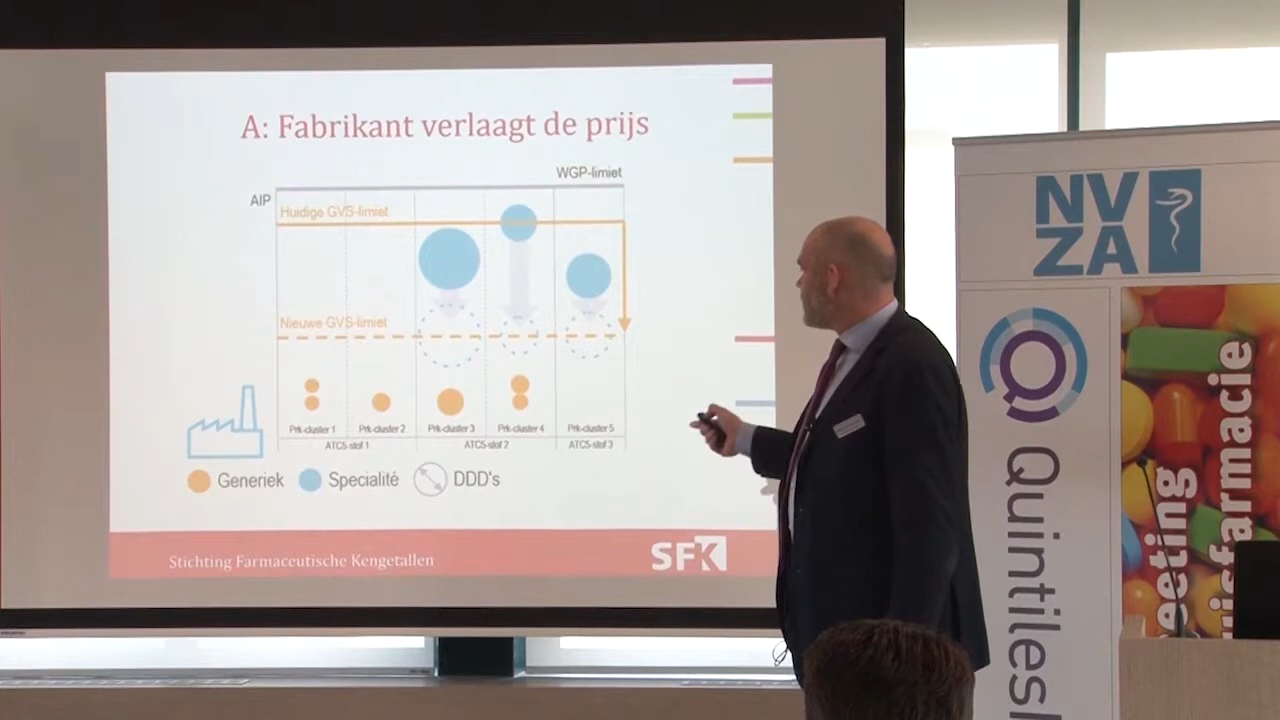 A: Fabrikant verlaagt de prijs
WGP-limiet
AIP
Huidige GVS-limiet
Nieuwe GVS-limiet
Prk-cluster 1 Prk-cluster 2 Prk-cluster 3 Prk-cluster 4 Prk-cluster 5
ATC5-stof 1 ATC5-stof 2 ATC5-stof 3
Generiek Specialité DDD's
Stichting Farmaceutische Kengetallen
SFK
NV
ZA
Quintiles
eeting
uisfarmacie